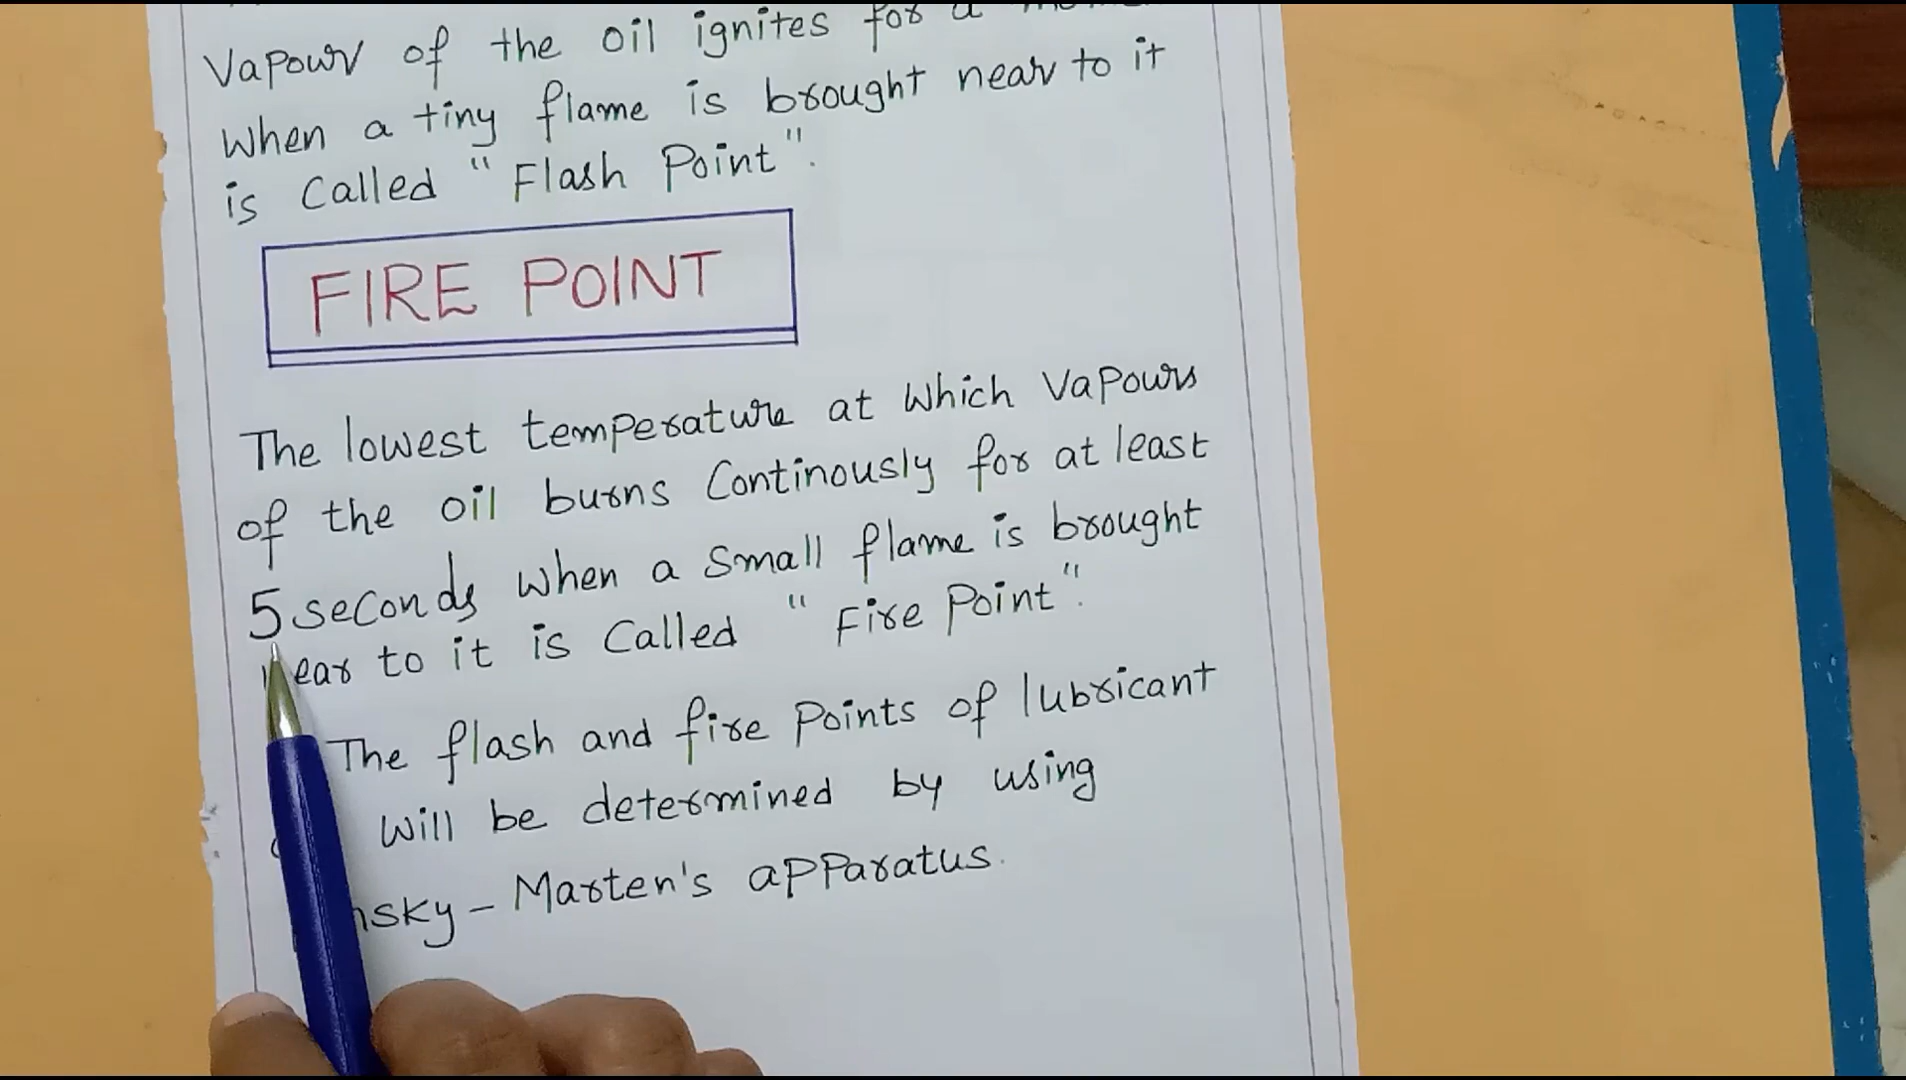 Vapour of the oil ignites for a
When a tiny flame is brought near to it
is Called "Flash Point".
FIRE POINT
The lowest temperature at which Vapours
of the oil burns Continously for at least
5 seconds when a small flame is brought
near to it is Called "Fire Point".
The flash and fire Points of lubricant
will be determined by using
Marten's apparatus.